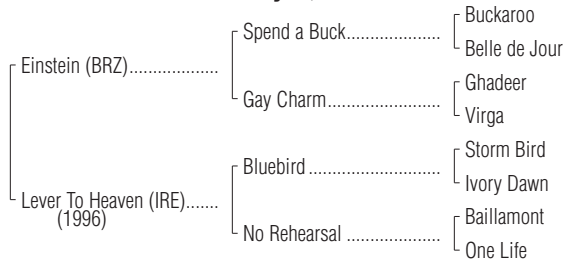 Buckaroo
Spend a Buck....................
Belle de Jour
Einstein (BRZ)...................
Ghadeer
Gay Charm........................
Virga
Storm Bird
Bluebird............................
Ivory Dawn
Lever To Heaven (IRE).......
(1996)
Baillamont
No Rehearsal....................
One Life